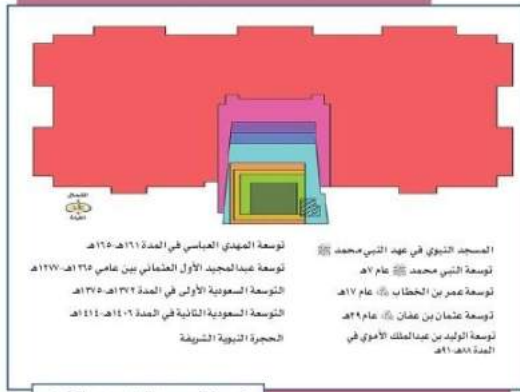 الشمال
القبلة
المسجد النبوي في عهد النبي محمد ﷺ
توسعة النبي محمد ﷺ عام ٧هـ
توسعة عمر بن الخطاب رضي الله عنه عام ١٧هـ
توسعة عثمان بن عفان رضي الله عنه عام ٢٩هـ
توسعة الوليد بن عبدالملك الأموي في
المدة ٨٨هـ-٩١هـ
توسعة المهدي العباسي في المدة ١٦١هـ-١٦٥هـ
توسعة عبدالمجيد الأول العثماني بين عامي ١٢٦٥هـ-١٢٧٧هـ
التوسعة السعودية الأولى في المدة ١٣٧٢هـ-١٣٧٥هـ
التوسعة السعودية الثانية في المدة ١٤٠٦هـ-١٤١٤هـ
الحجرة النبوية الشريفة